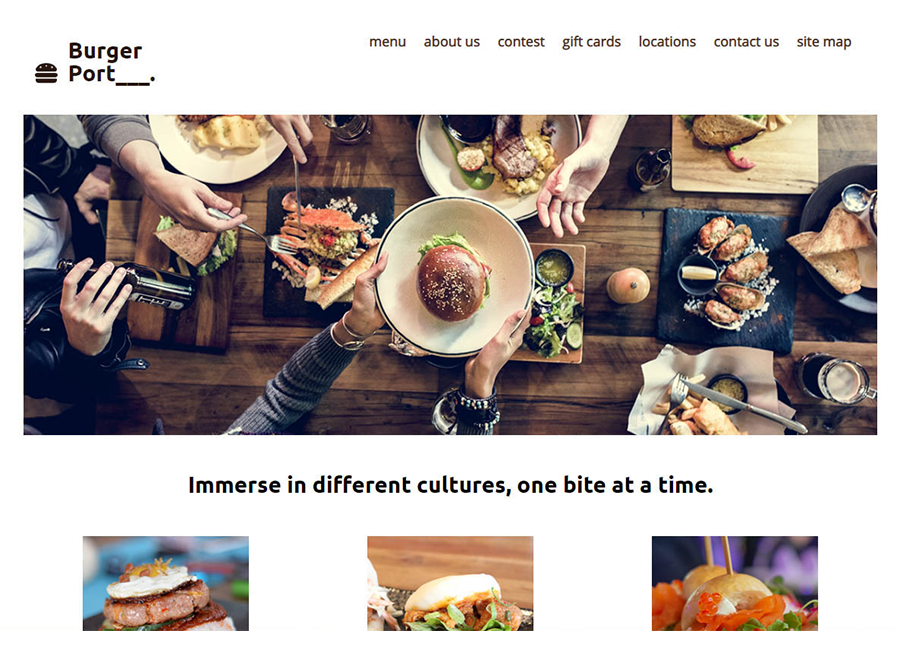 Burger
Port___.
menu about us contest gift cards locations contact us site map
Immerse in different cultures, one bite at a time.